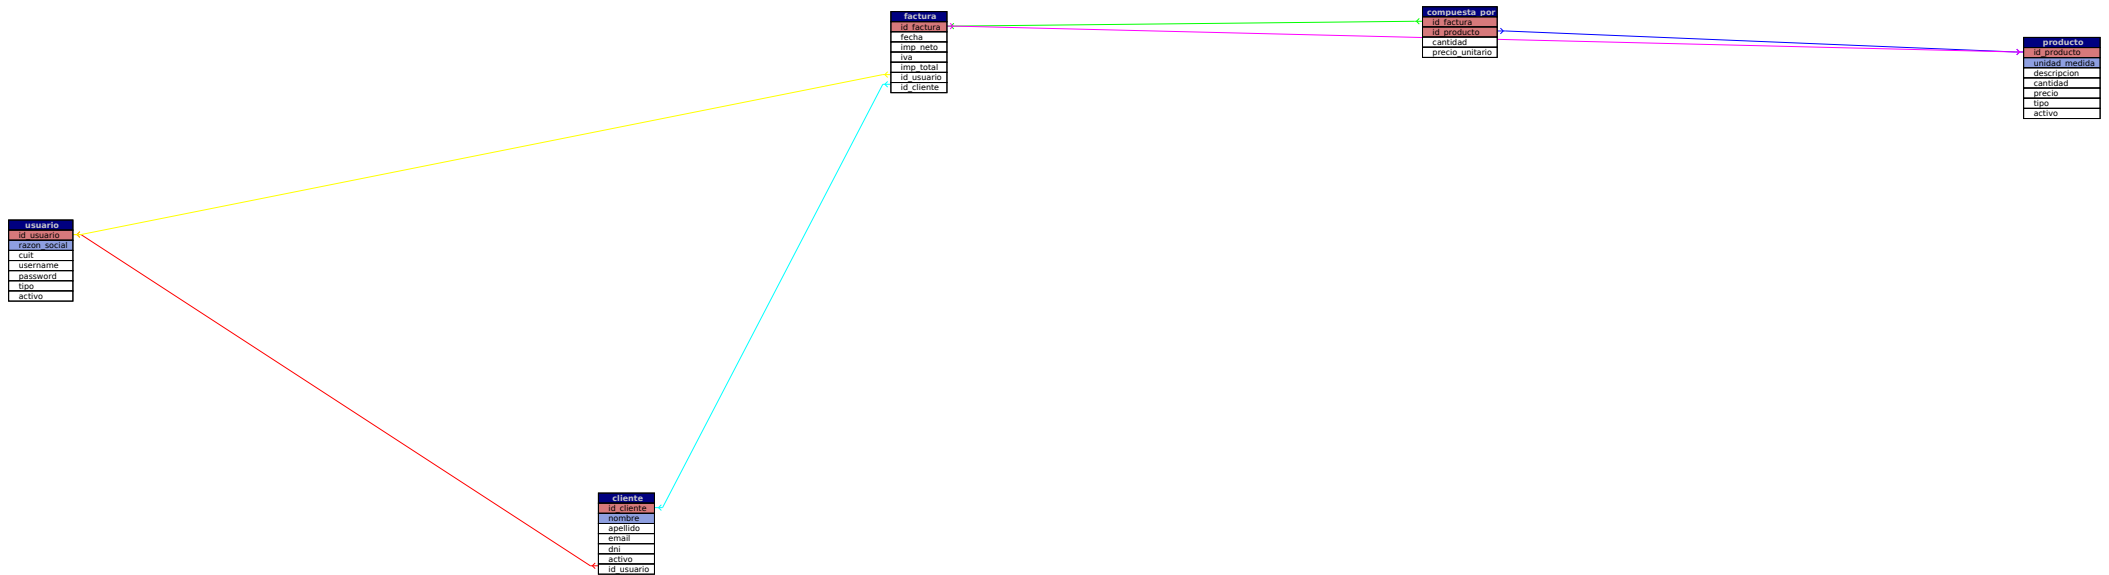 factura
id_factura
fecha
imp_neto
iva
imp_total
id_usuario
id_cliente
compuesta_por
id_factura
id_producto
cantidad
precio_unitario
producto
id_producto
unidad_medida
descripcion
cantidad
precio
tipo
activo
usuario
id_usuario
razon_social
cuit
username
password
tipo
activo
cliente
id_cliente
nombre
apellido
email
dni
activo
id_usuario